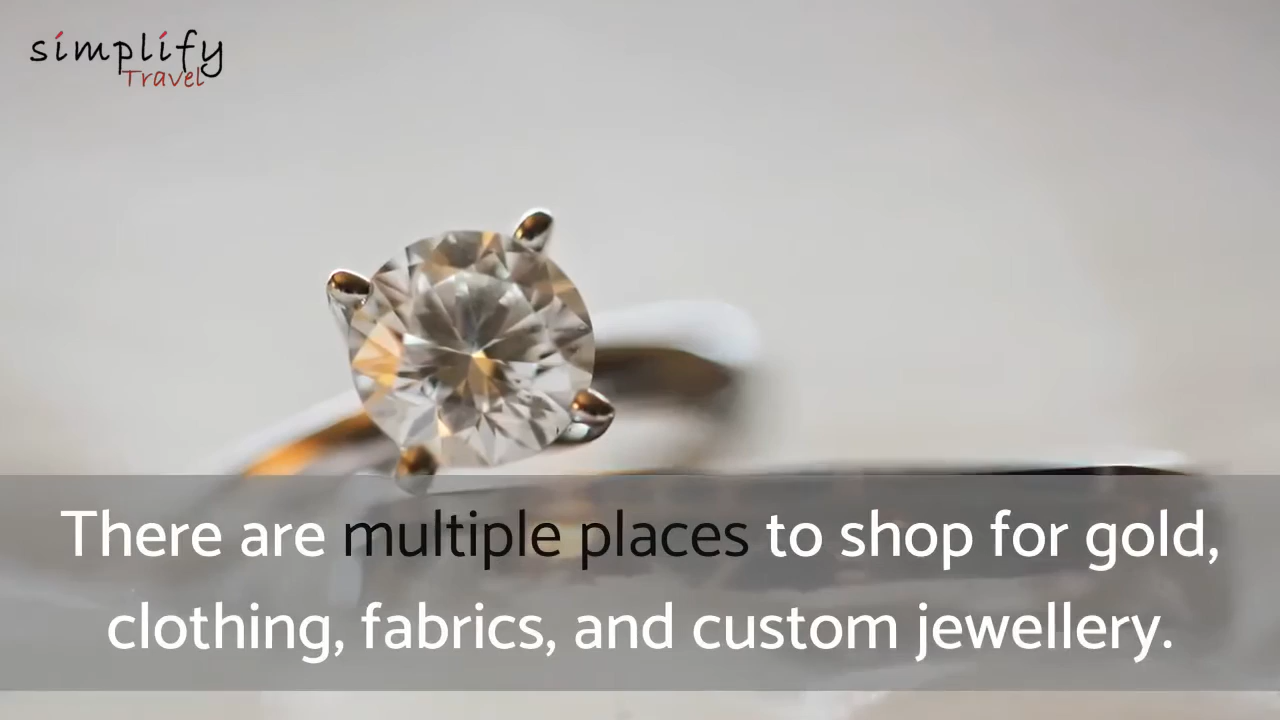 simplify
Travel
There are multiple places to shop for gold,
clothing, fabrics, and custom jewellery.